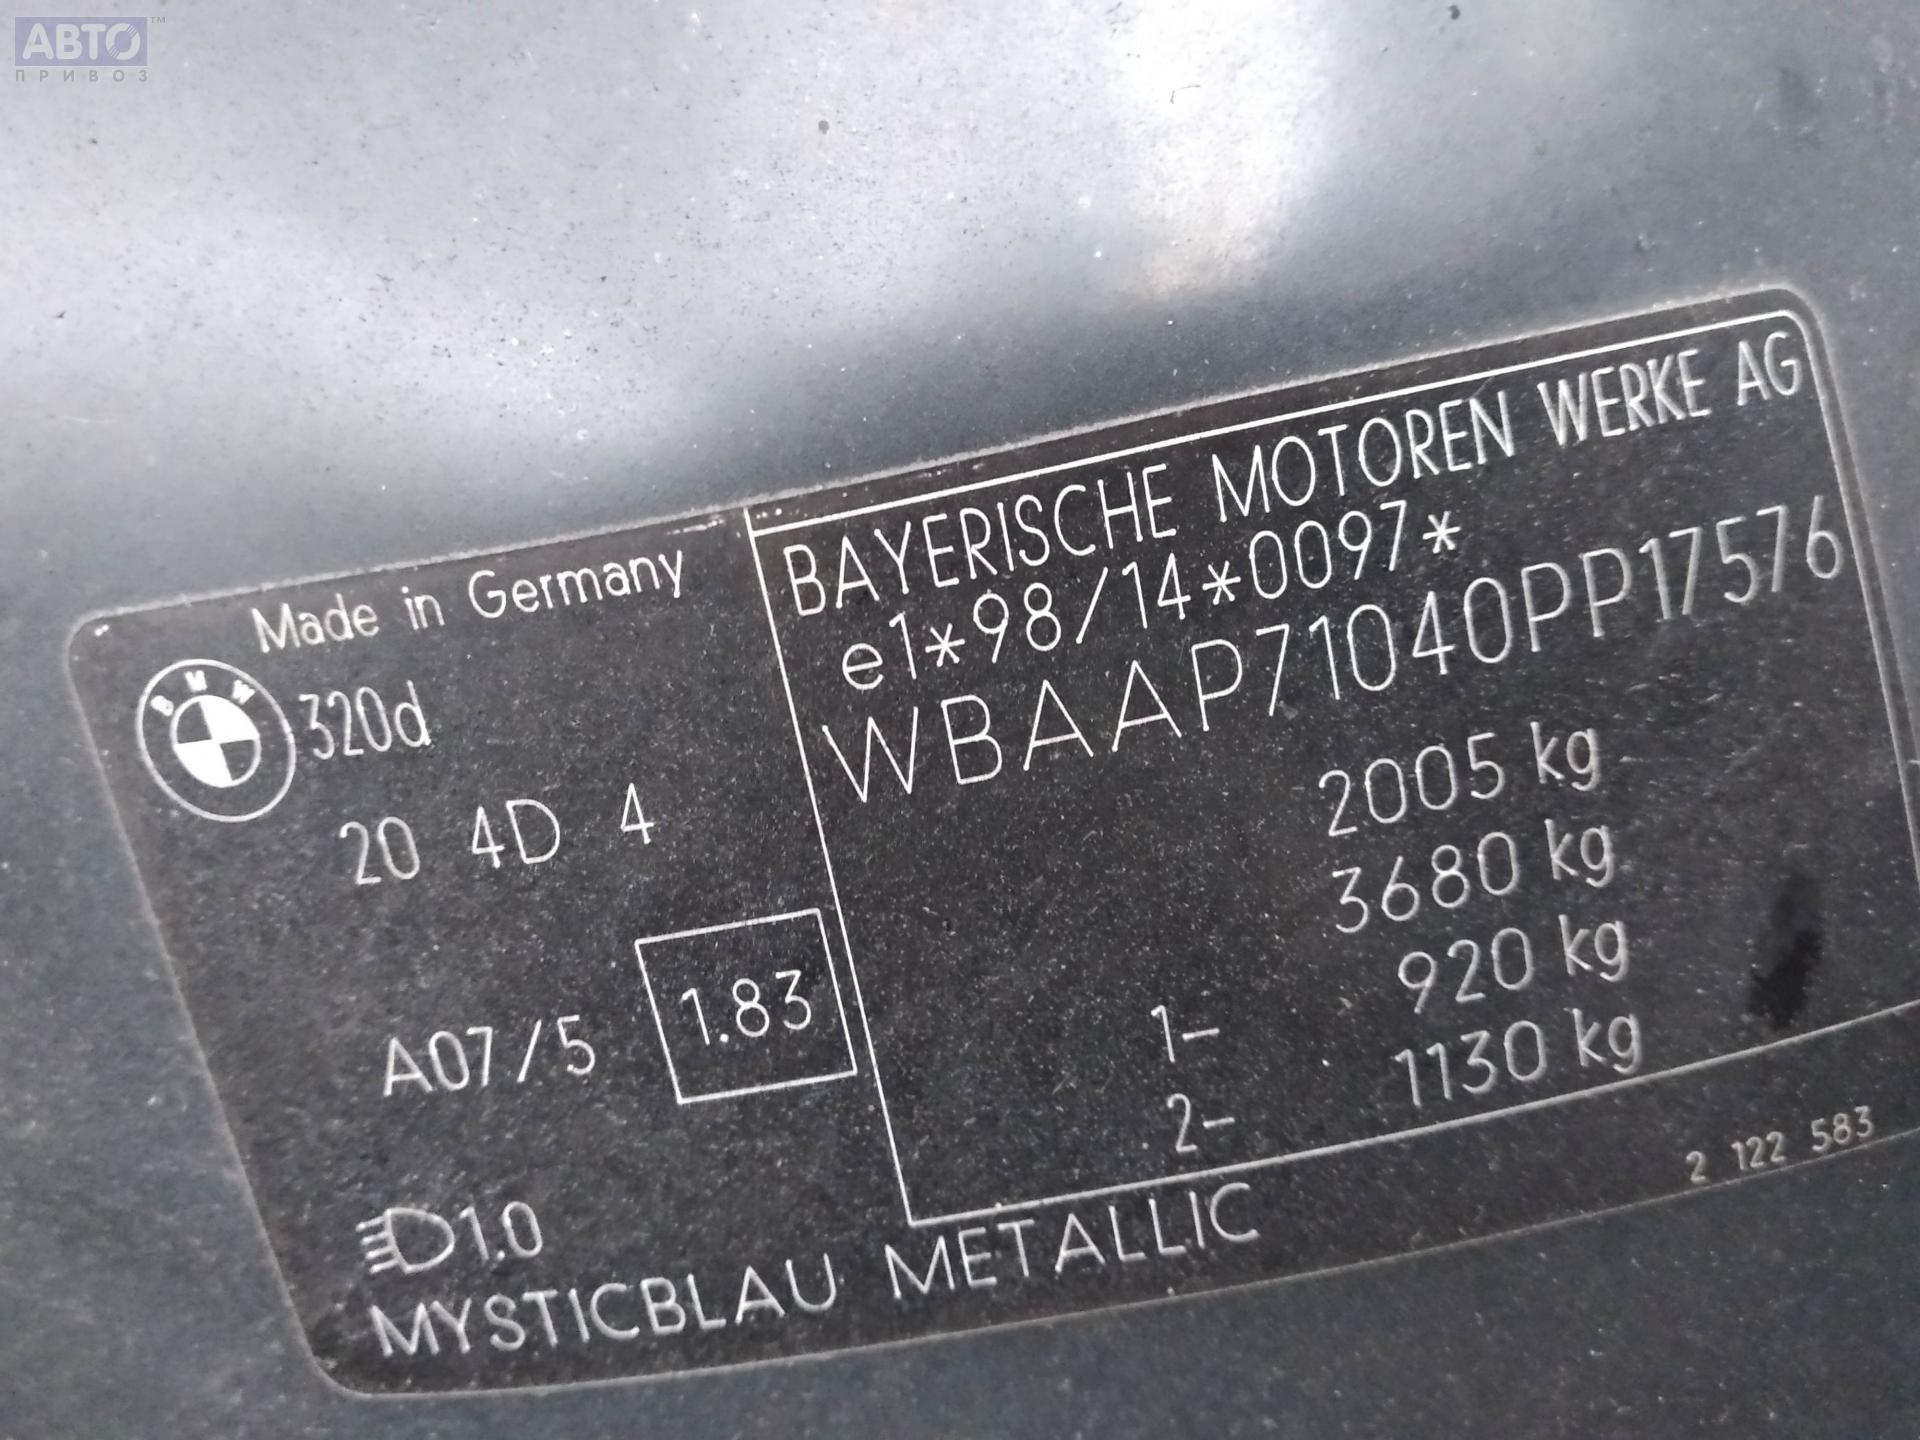 АВТО™
ПРИВОЗ
Made in Germany
BMW
320d
20 4D 4
A07/5 1.83
1.0
MYSTICBLAU METALLIC
BAYERISCHE MOTOREN WERKE AG
e1*98/14*0097*
WBAAP71040PP17576
2005 kg
3680 kg
1- 920 kg
2- 1130 kg
2 122 583